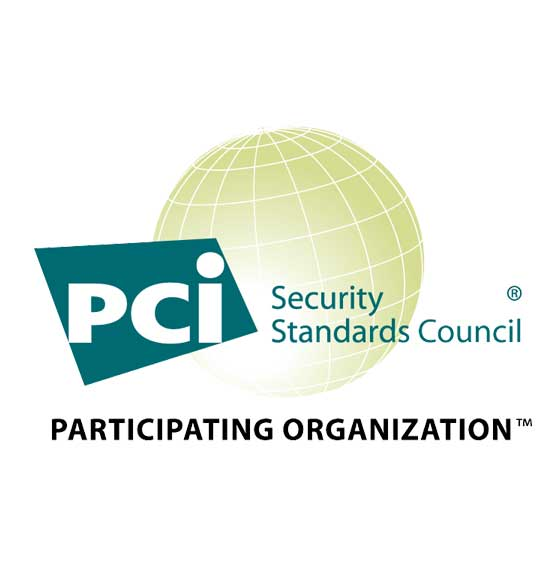 PCi
Security ®
Standards Council
PARTICIPATING ORGANIZATION™